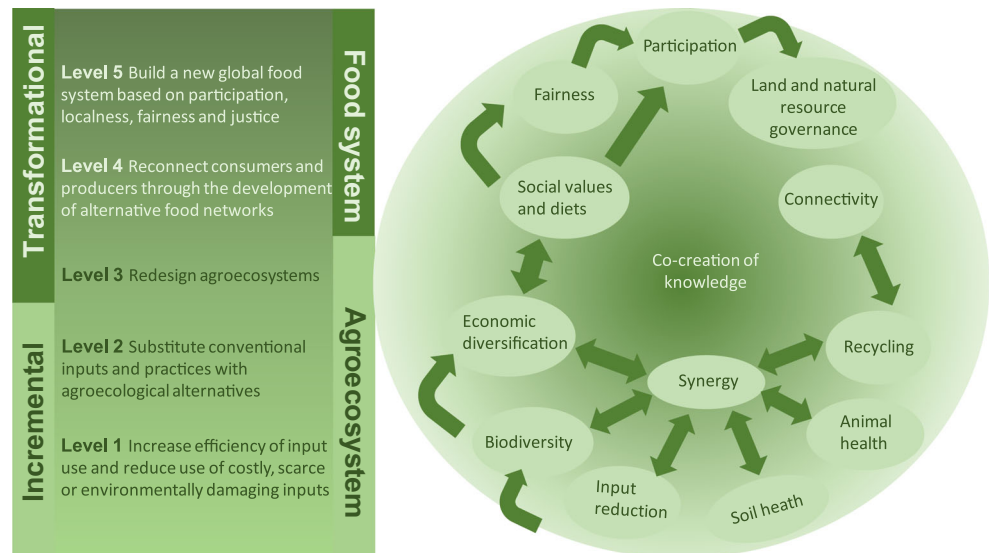 Transformational
Incremental
Level 5 Build a new global food
system based on participation,
localness, fairness and justice
Level 4 Reconnect consumers and
producers through the development
of alternative food networks
Level 3 Redesign agroecosystems
Level 2 Substitute conventional
inputs and practices with
agroecological alternatives
Level 1 Increase efficiency of input
use and reduce use of costly, scarce
or environmentally damaging inputs
Food system
Agroecosystem
Participation
Fairness
Land and natural
resource
governance
Social values
and diets
Connectivity
Co-creation of
knowledge
Economic
diversification
Recycling
Synergy
Animal
health
Biodiversity
Input
reduction
Soil heath